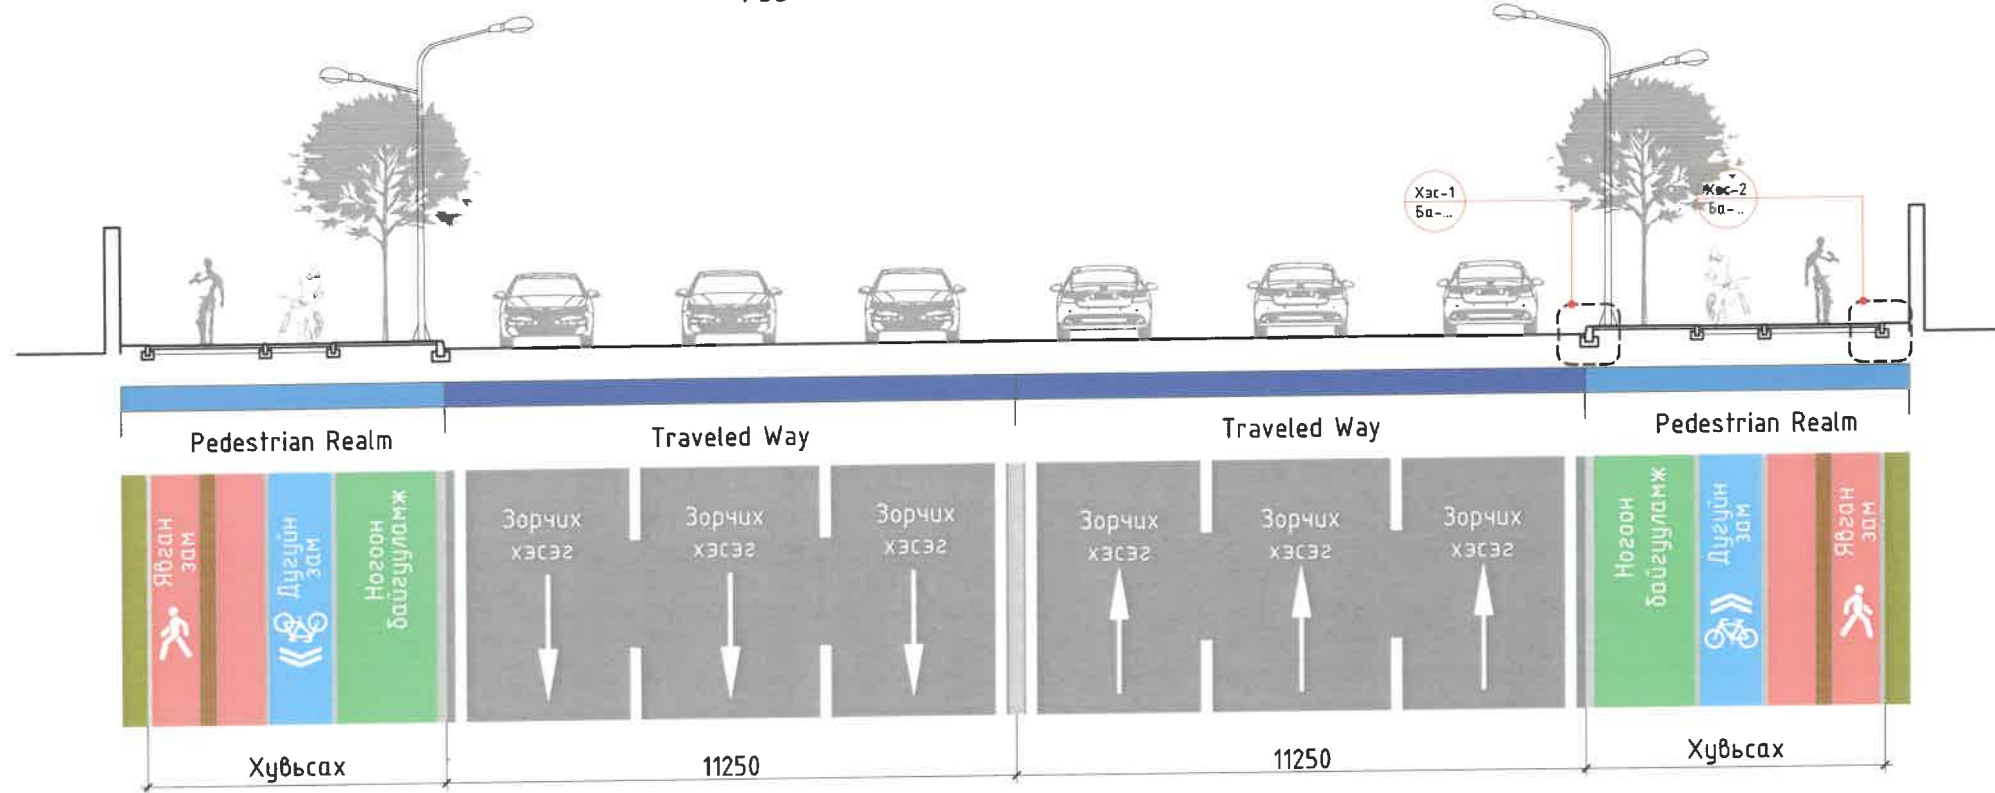 Хэс-1
Ба-...
Хэс-2
Ба-..
Pedestrian Realm
Traveled Way
Traveled Way
Pedestrian Realm
Явган
зам
Дугуйн
зам
Ногоон
байгууламж
Зорчих
хэсэг
Зорчих
хэсэг
Зорчих
хэсэг
Зорчих
хэсэг
Зорчих
хэсэг
Зорчих
хэсэг
Ногоон
байгууламж
Дугуйн
зам
Явган
зам
Хувьсах
11250
11250
Хувьсах